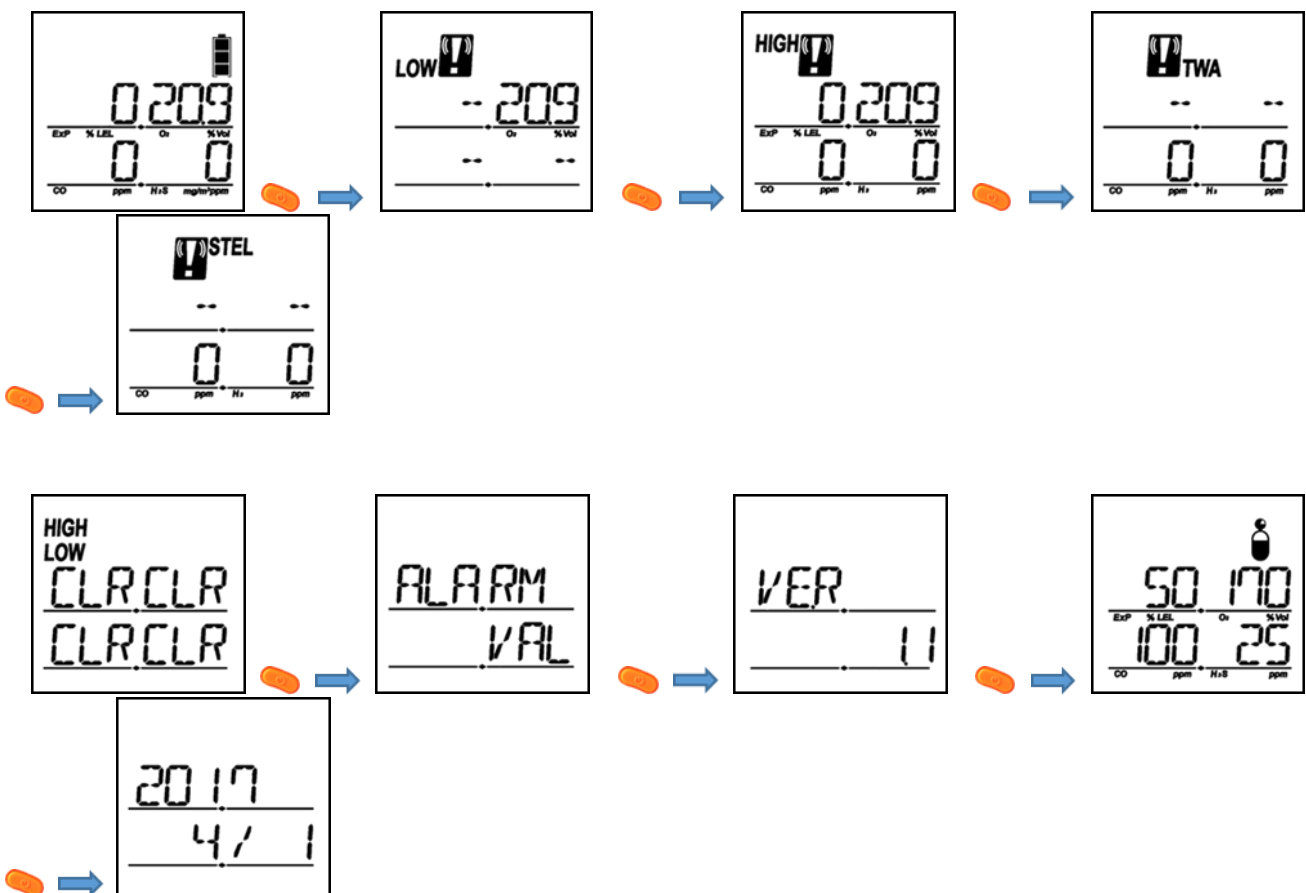 0 20.9
ExP % LEL O₂ %Vol
0 0
CO ppm H₂S mg/m³ppm
LOW
-- 20.9
O₂ %Vol
-- --
HIGH
0 20.9
ExP % LEL O₂ %Vol
0 0
CO ppm H₂ ppm
TWA
-- --
0 0
CO ppm H₂ ppm
STEL
-- --
0 0
CO ppm H₂ ppm
HIGH
LOW
CLR CLR
CLR CLR
ALARM
VAL
VER
1.1
50 17.0
ExP % LEL O₂ %Vol
100 25
CO ppm H₂S ppm
2017
4/ 1